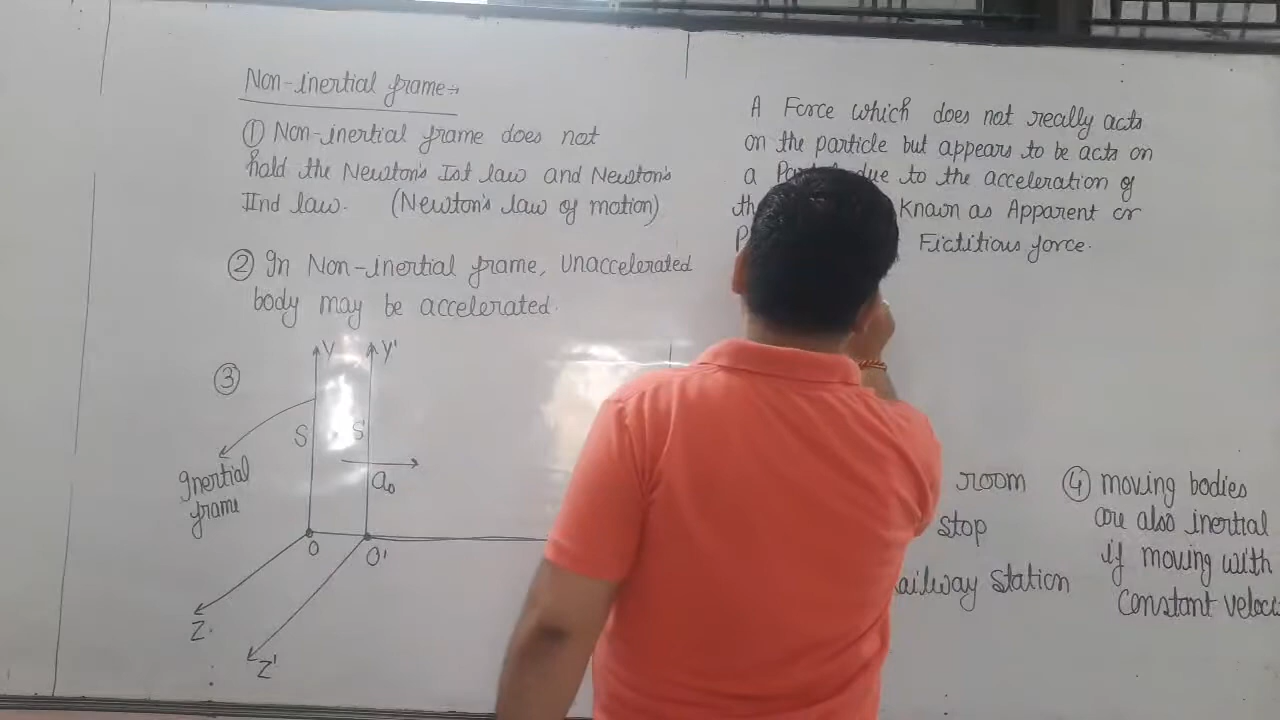 Non-inertial frame:→
① Non-inertial frame does not
hold the Newton's Ist law and Newton's
IInd law. (Newton's law of motion)
② In Non-inertial frame, Unaccelerated
body may be accelerated.
③
Y
Y'
S
S
a₀
Inertial
frame
O
O'
Z
Z'
A Force which does not really acts
on the particle but appears to be acts on
a due to the acceleration of
Known as Apparent or
Fictitious force.
room
stop
Station
④ moving bodies
are also inertial
if moving with
Constant